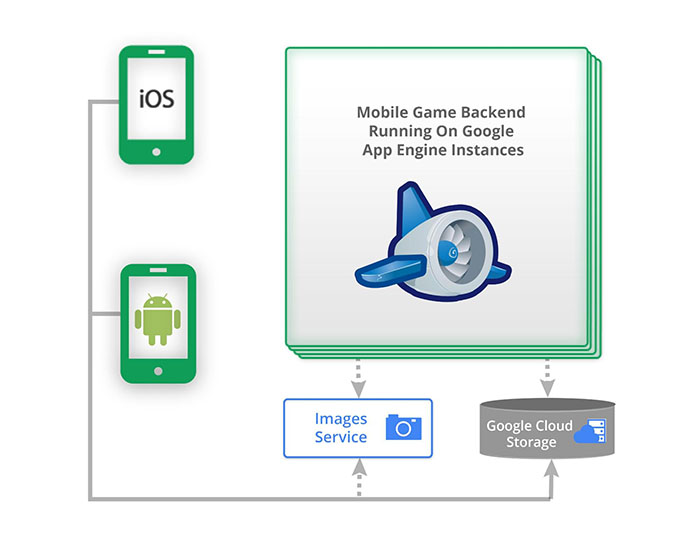 iOS
Mobile Game Backend
Running On Google
App Engine Instances
Images
Service
Google Cloud
Storage